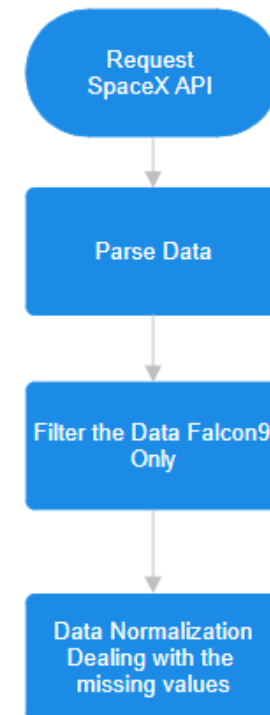 Request
SpaceX API
Parse Data
Filter the Data Falcon9
Only
Data Normalization
Dealing with the
missing values